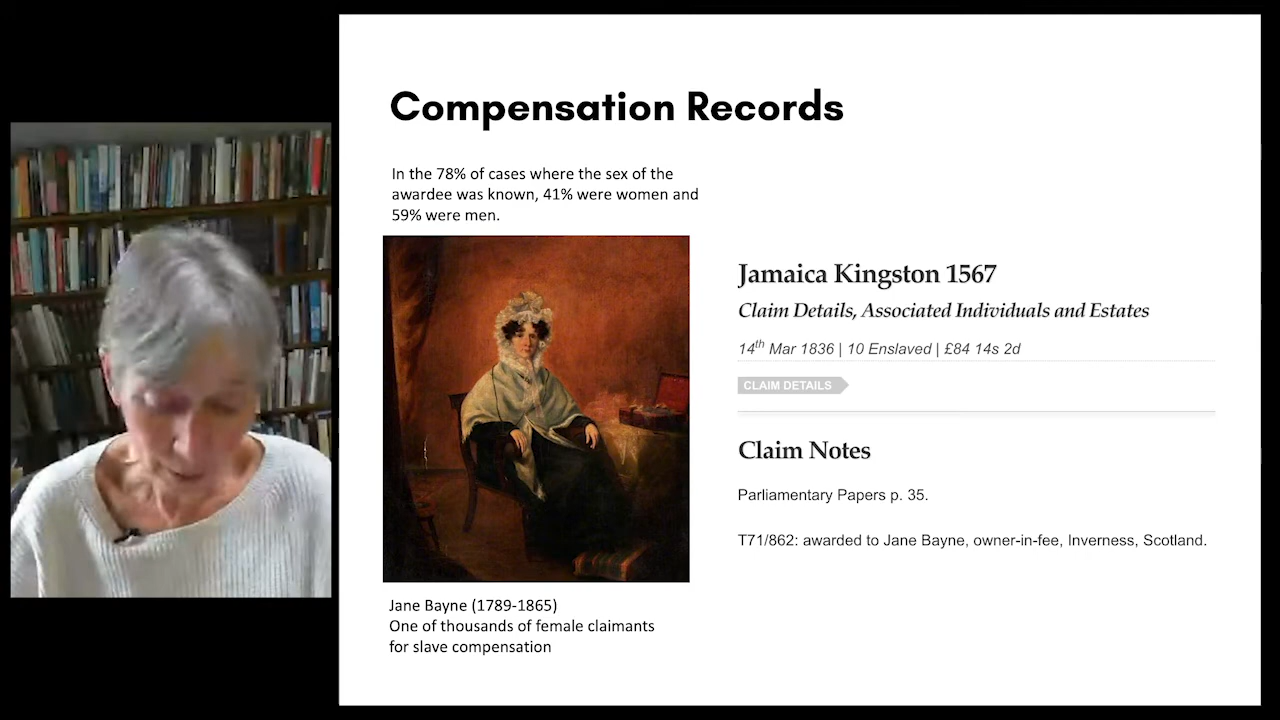 Compensation Records
In the 78% of cases where the sex of the
awardee was known, 41% were women and
59% were men.
Jane Bayne (1789-1865)
One of thousands of female claimants
for slave compensation
Jamaica Kingston 1567
Claim Details, Associated Individuals and Estates
14th Mar 1836 | 10 Enslaved | £84 14s 2d
CLAIM DETAILS
Claim Notes
Parliamentary Papers p. 35.
T71/862: awarded to Jane Bayne, owner-in-fee, Inverness, Scotland.